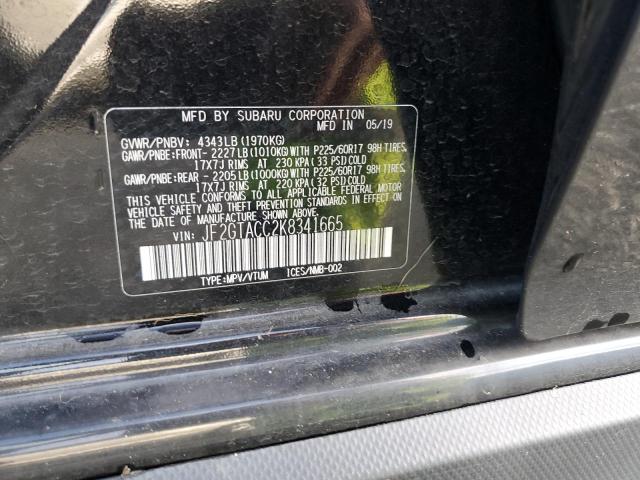 MFD BY SUBARU CORPORATION
MFD IN 05/19
GVWR/PNBV: 4343LB (1970KG)
GAWR/PNBE: FRONT- 2227LB (1010KG) WITH P225/60R17 98H TIRES,
17X7J RIMS AT 230 KPA (33 PSI) COLD
GAWR/PNBE: REAR - 2205LB (1000KG) WITH P225/60R17 98H TIRES,
17X7J RIMS AT 220 KPA (32 PSI) COLD
THIS VEHICLE CONFORMS TO ALL APPLICABLE FEDERAL MOTOR
VEHICLE SAFETY AND THEFT PREVENTION STANDARDS IN EFFECT ON
THE DATE OF MANUFACTURE SHOWN ABOVE.
VIN: JF2GTACC2K8341665
TYPE:MPV/VTUM ICES/NMB-002